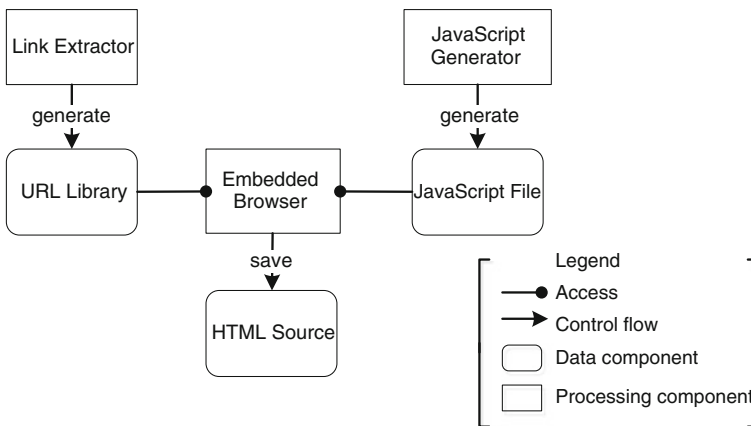 Link Extractor
JavaScript
Generator
generate
generate
URL Library
Embedded
Browser
JavaScript File
save
HTML Source
Legend
Access
Control flow
Data component
Processing component